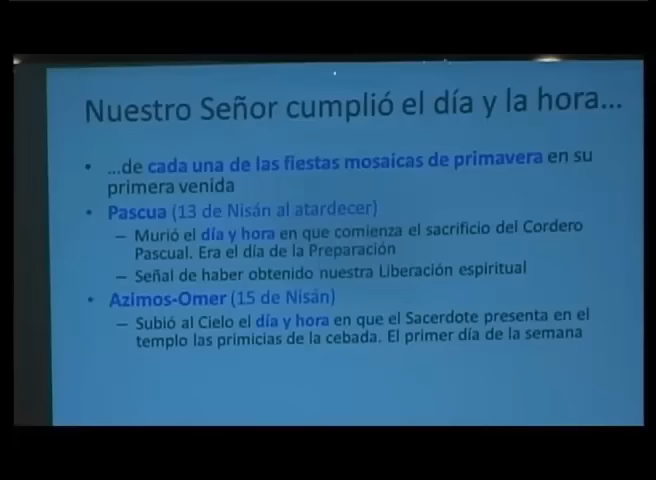 Nuestro Señor cumplió el día y la hora...
• ...de cada una de las fiestas mosaicas de primavera en su
primera venida
• Pascua (13 de Nisán al atardecer)
– Murió el día y hora en que comienza el sacrificio del Cordero
Pascual. Era el día de la Preparación
– Señal de haber obtenido nuestra Liberación espiritual
• Azimos-Omer (15 de Nisán)
– Subió al Cielo el día y hora en que el Sacerdote presenta en el
templo las primicias de la cebada. El primer día de la semana